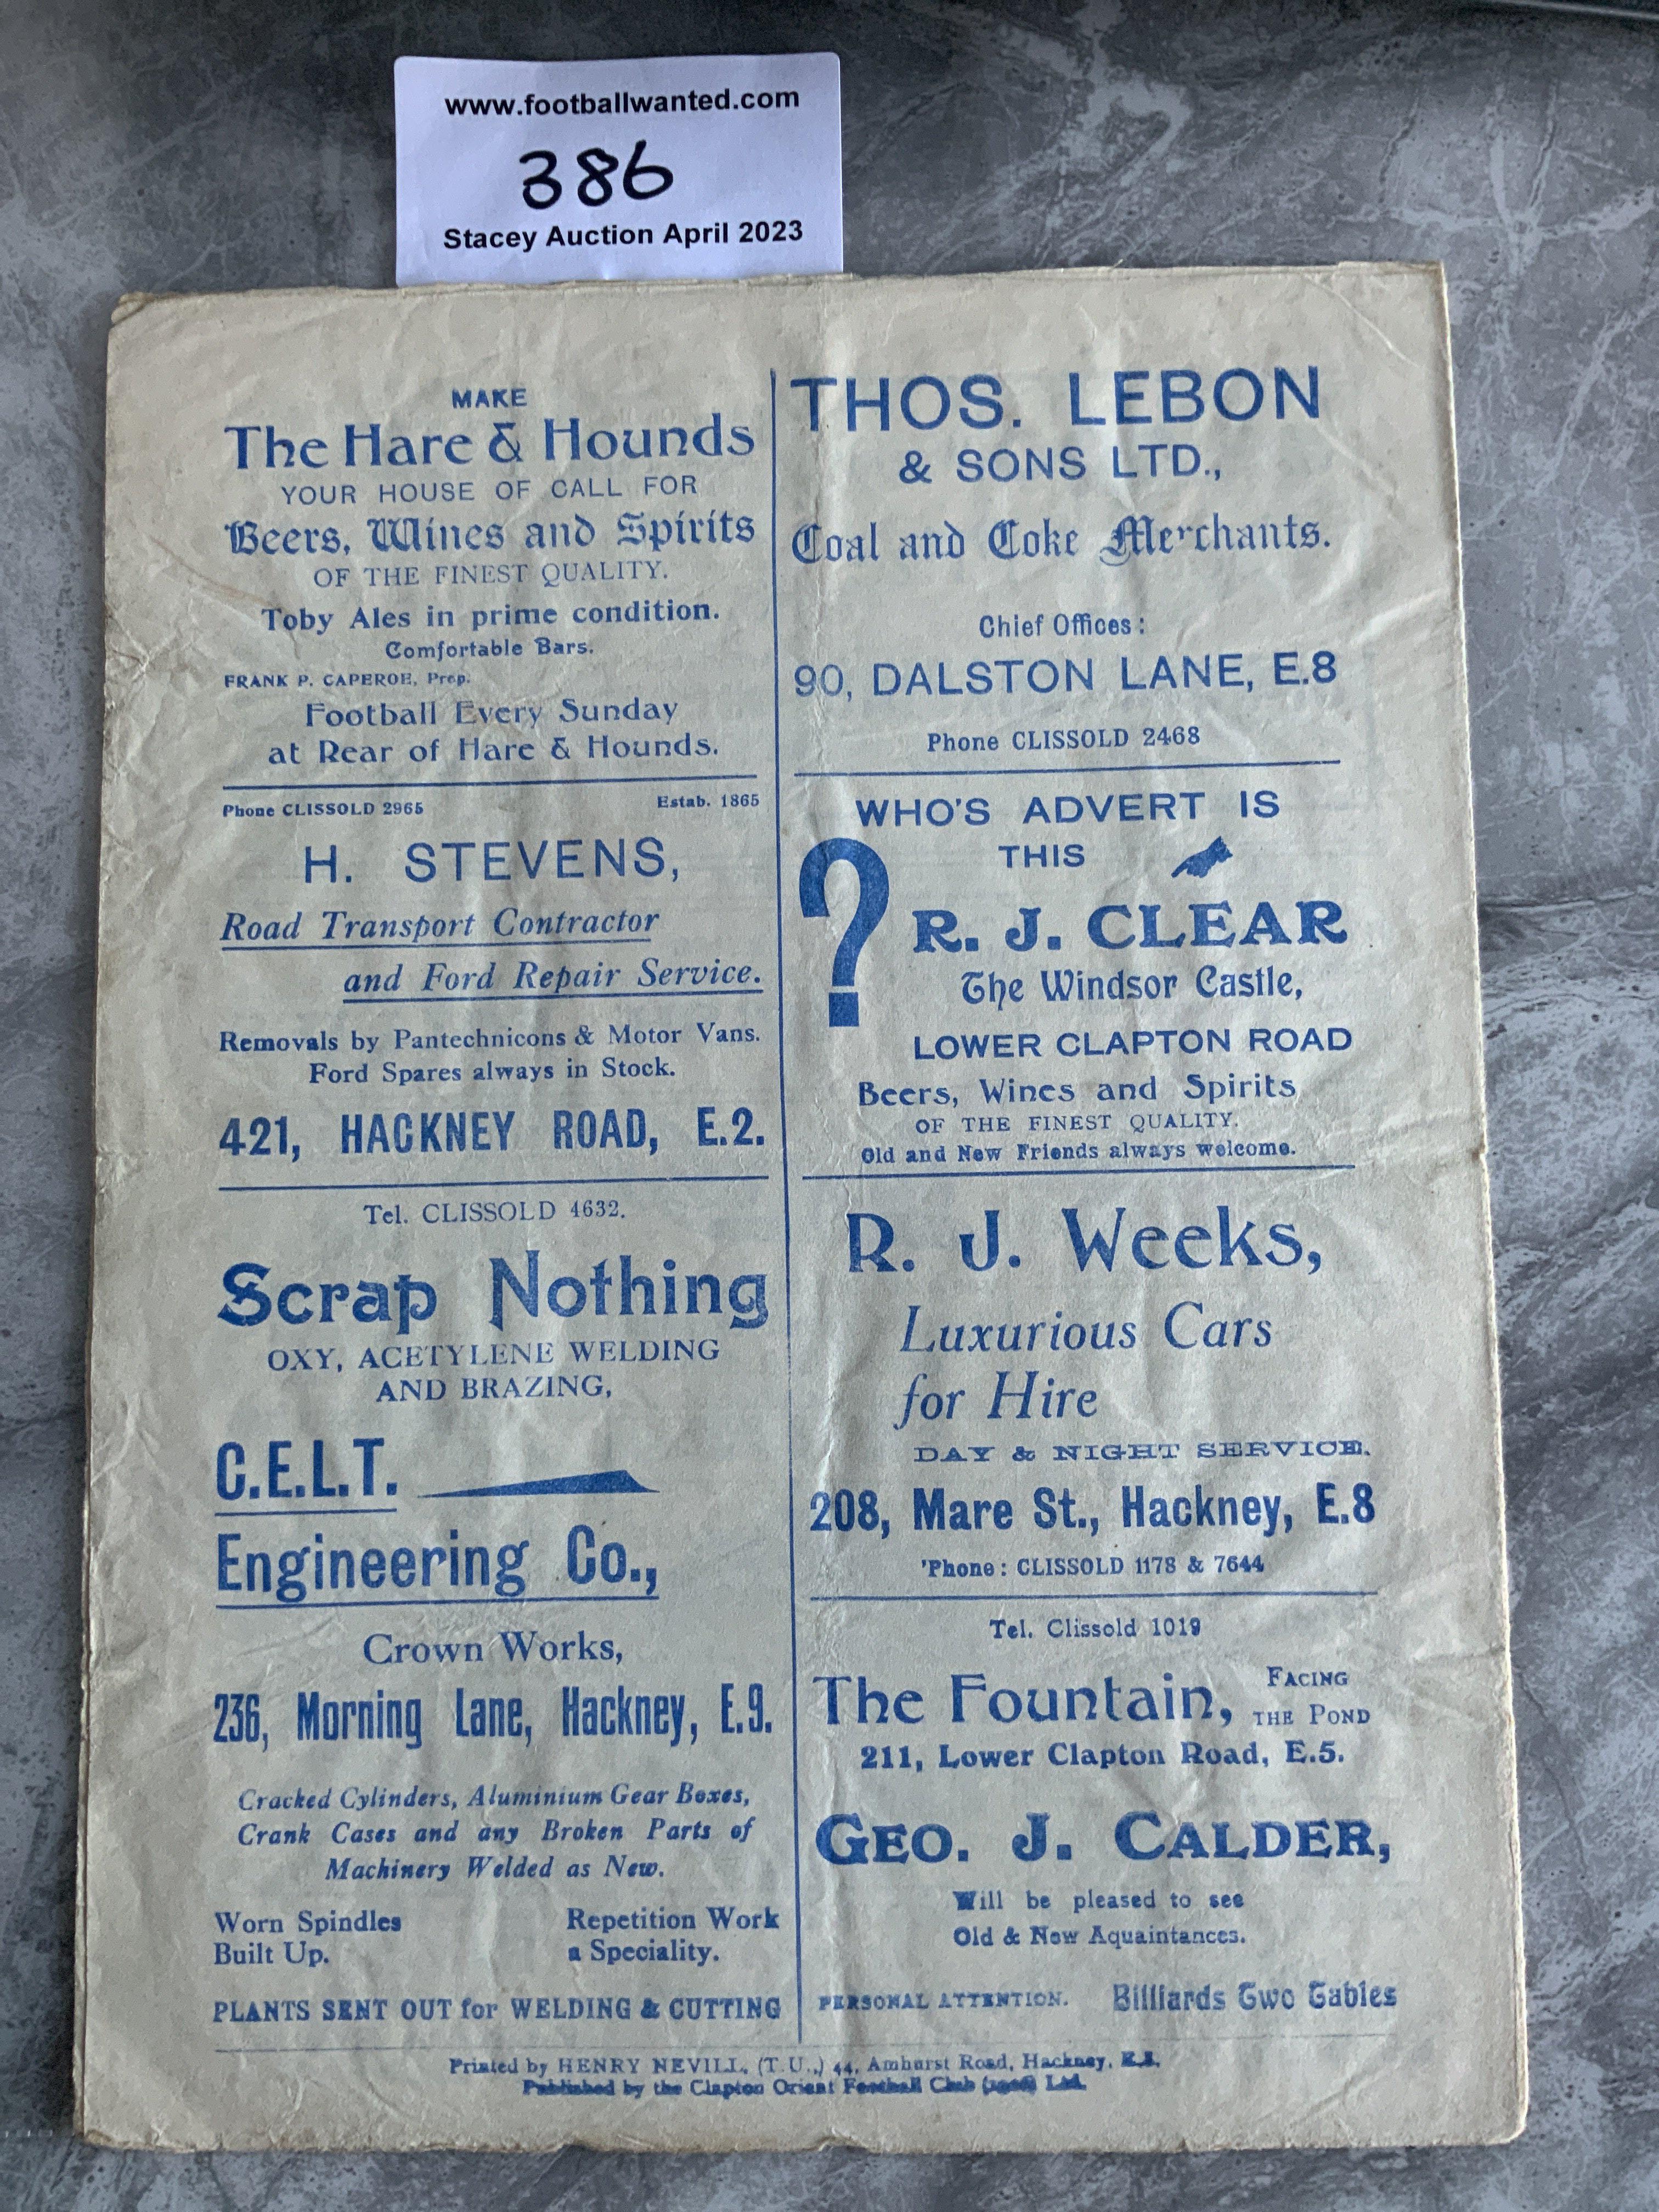 www.footballwanted.com
386
Stacey Auction April 2023
MAKE
The Hare & Hounds
YOUR HOUSE OF CALL FOR
Beers, Wines and Spirits
OF THE FINEST QUALITY.
Toby Ales in prime condition.
Comfortable Bars.
FRANK P. CAPEROE, Prop.
Football Every Sunday
at Rear of Hare & Hounds.
Phone CLISSOLD 2965 Estab. 1865
H. STEVENS,
Road Transport Contractor
and Ford Repair Service.
Removals by Pantechnicons & Motor Vans.
Ford Spares always in Stock.
421, HACKNEY ROAD, E.2.
Tel. CLISSOLD 4632.
Scrap Nothing
OXY, ACETYLENE WELDING
AND BRAZING,
C.E.L.T.
Engineering Co.,
Crown Works,
236, Morning Lane, Hackney, E.9.
Cracked Cylinders, Aluminium Gear Boxes,
Crank Cases and any Broken Parts of
Machinery Welded as New.
Worn Spindles Repetition Work
Built Up. a Speciality.
PLANTS SENT OUT for WELDING & CUTTING
THOS. LEBON
& SONS LTD.,
Coal and Coke Merchants.
Chief Offices:
90, DALSTON LANE, E.8
Phone CLISSOLD 2468
WHO'S ADVERT IS
THIS
?
R. J. CLEAR
The Windsor Castle,
LOWER CLAPTON ROAD
Beers, Wines and Spirits
OF THE FINEST QUALITY.
Old and New Friends always welcome.
R. J. Weeks,
Luxurious Cars
for Hire
DAY & NIGHT SERVICE.
208, Mare St., Hackney, E.8
'Phone: CLISSOLD 1178 & 7644
Tel. Clissold 1019
The Fountain, FACING
THE POND
211, Lower Clapton Road, E.5.
GEO. J. CALDER,
Will be pleased to see
Old & New Aquaintances.
PERSONAL ATTENTION. Billiards Two Tables
Printed by HENRY NEVILL, (T.U.,) 44, Amhurst Road, Hackney,
Published by the Clapton Orient Football Club Ltd.